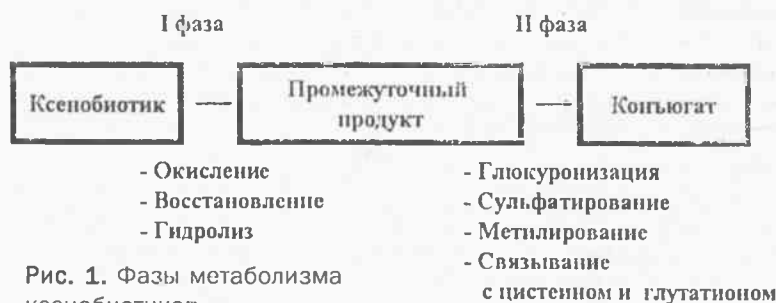 I фаза
II фаза
Ксенобиотик
Промежуточный
продукт
Конъюгат
- Окисление
- Восстановление
- Гидролиз
- Глюкуронизация
- Сульфатирование
- Метилирование
- Связывание
с цистеином и глутатионом
Рис. 1. Фазы метаболизма